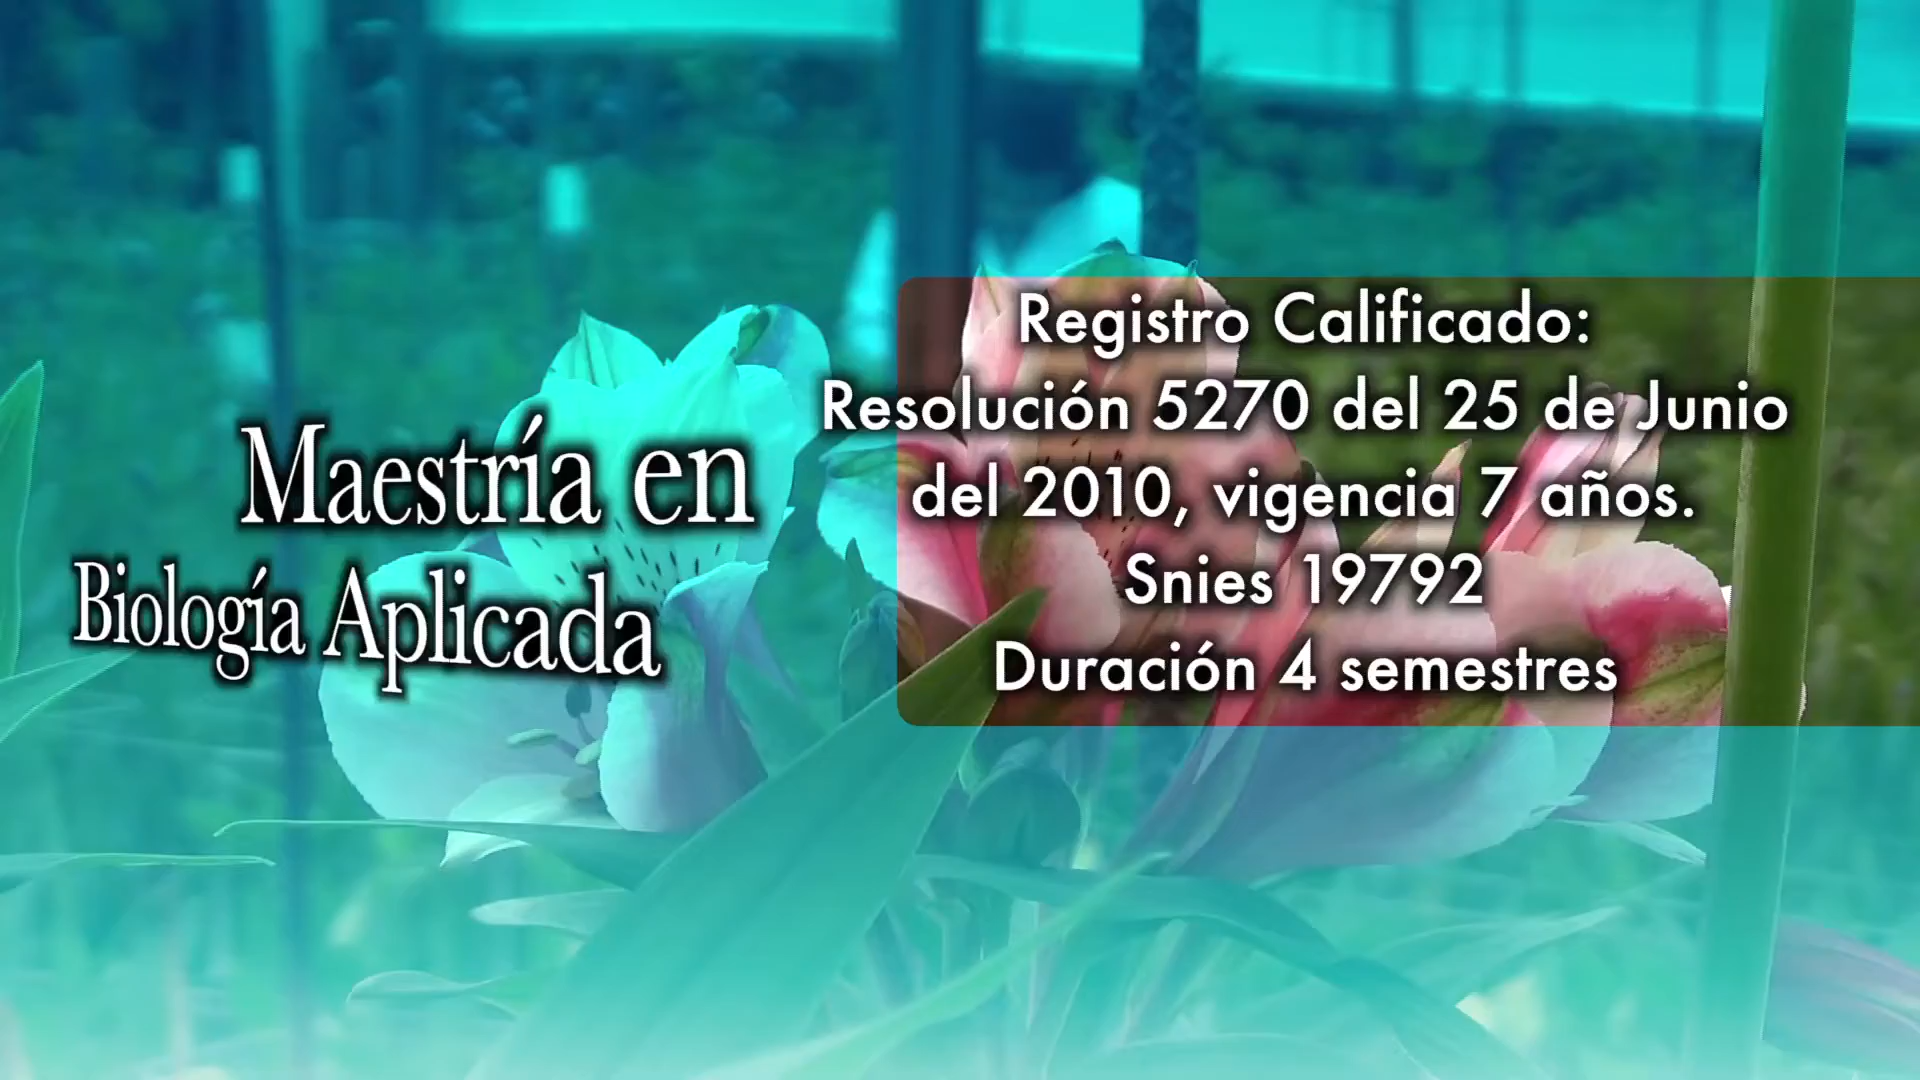 Maestría en
Biología Aplicada
Registro Calificado:
Resolución 5270 del 25 de Junio
del 2010, vigencia 7 años.
Snies 19792
Duración 4 semestres